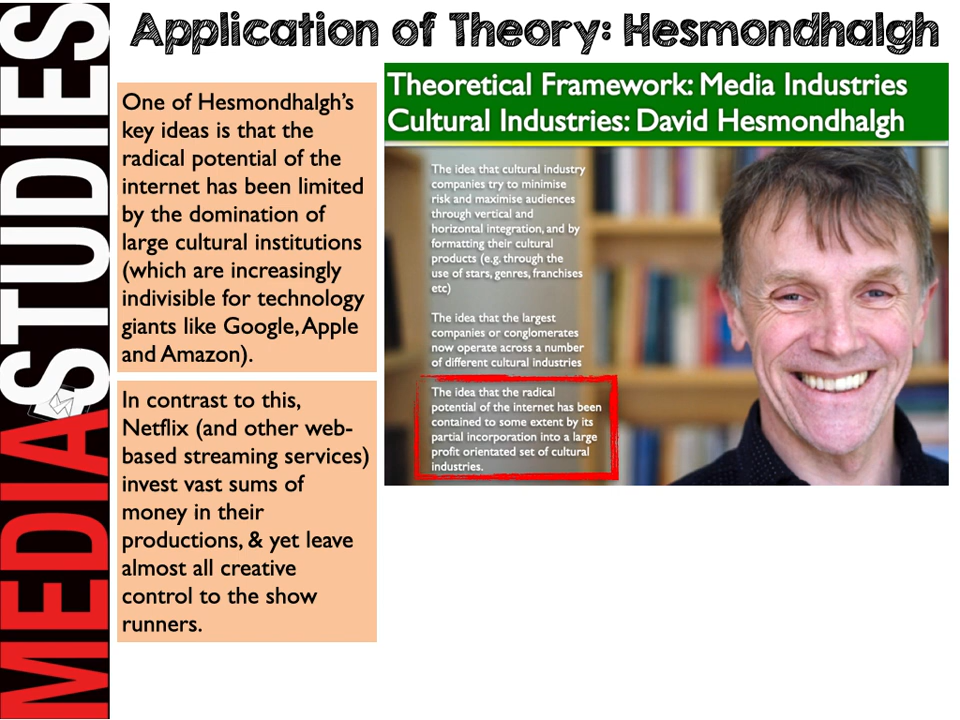 MEDIA STUDIES
Application of Theory: Hesmondhalgh
One of Hesmondhalgh's
key ideas is that the
radical potential of the
internet has been limited
by the domination of
large cultural institutions
(which are increasingly
indivisible for technology
giants like Google, Apple
and Amazon).
In contrast to this,
Netflix (and other web-
based streaming services)
invest vast sums of
money in their
productions, & yet leave
almost all creative
control to the show
runners.
Theoretical Framework: Media Industries
Cultural Industries: David Hesmondhalgh
The idea that cultural industry
companies try to minimise
risk and maximise audiences
through vertical and
horizontal integration, and by
formatting their cultural
products (e.g. through the
use of stars, genres, franchises
etc)
The idea that the largest
companies or conglomerates
now operate across a number
of different cultural industries
The idea that the radical
potential of the internet has been
contained to some extent by its
partial incorporation into a large
profit orientated set of cultural
industries.